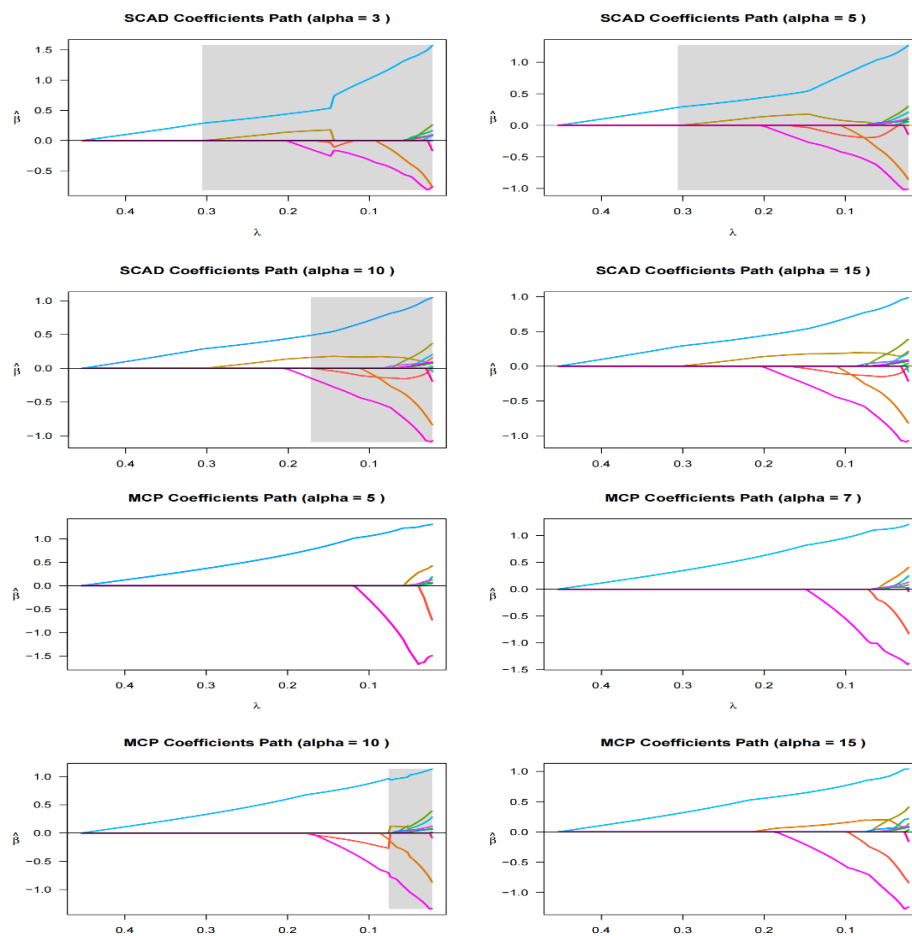 SCAD Coefficients Path (alpha = 3 )
1.5
1.0
0.5
0.0
−0.5
β̂
0.4 0.3 0.2 0.1
λ
SCAD Coefficients Path (alpha = 5 )
1.0
0.5
0.0
−0.5
−1.0
β̂
0.4 0.3 0.2 0.1
λ
SCAD Coefficients Path (alpha = 10 )
1.0
0.5
0.0
−0.5
−1.0
β̂
0.4 0.3 0.2 0.1
SCAD Coefficients Path (alpha = 15 )
1.0
0.5
0.0
−0.5
−1.0
β̂
0.4 0.3 0.2 0.1
MCP Coefficients Path (alpha = 5 )
1.0
0.5
0.0
−0.5
−1.0
−1.5
β̂
0.4 0.3 0.2 0.1
λ
MCP Coefficients Path (alpha = 7 )
1.0
0.5
0.0
−0.5
−1.0
−1.5
β̂
0.4 0.3 0.2 0.1
λ
MCP Coefficients Path (alpha = 10 )
1.0
0.5
0.0
−0.5
−1.0
β̂
0.4 0.3 0.2 0.1
MCP Coefficients Path (alpha = 15 )
1.0
0.5
0.0
−0.5
−1.0
β̂
0.4 0.3 0.2 0.1